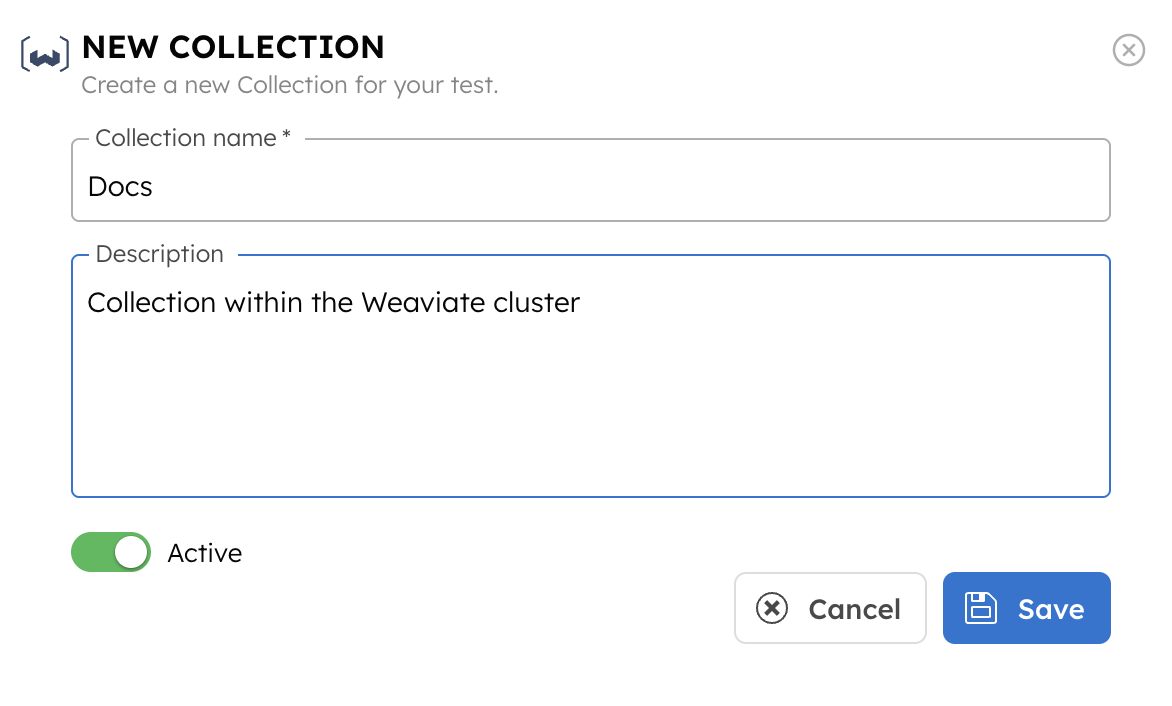 NEW COLLECTION
Create a new Collection for your test.
Collection name *
Docs
Description
Collection within the Weaviate cluster
Active
Cancel
Save